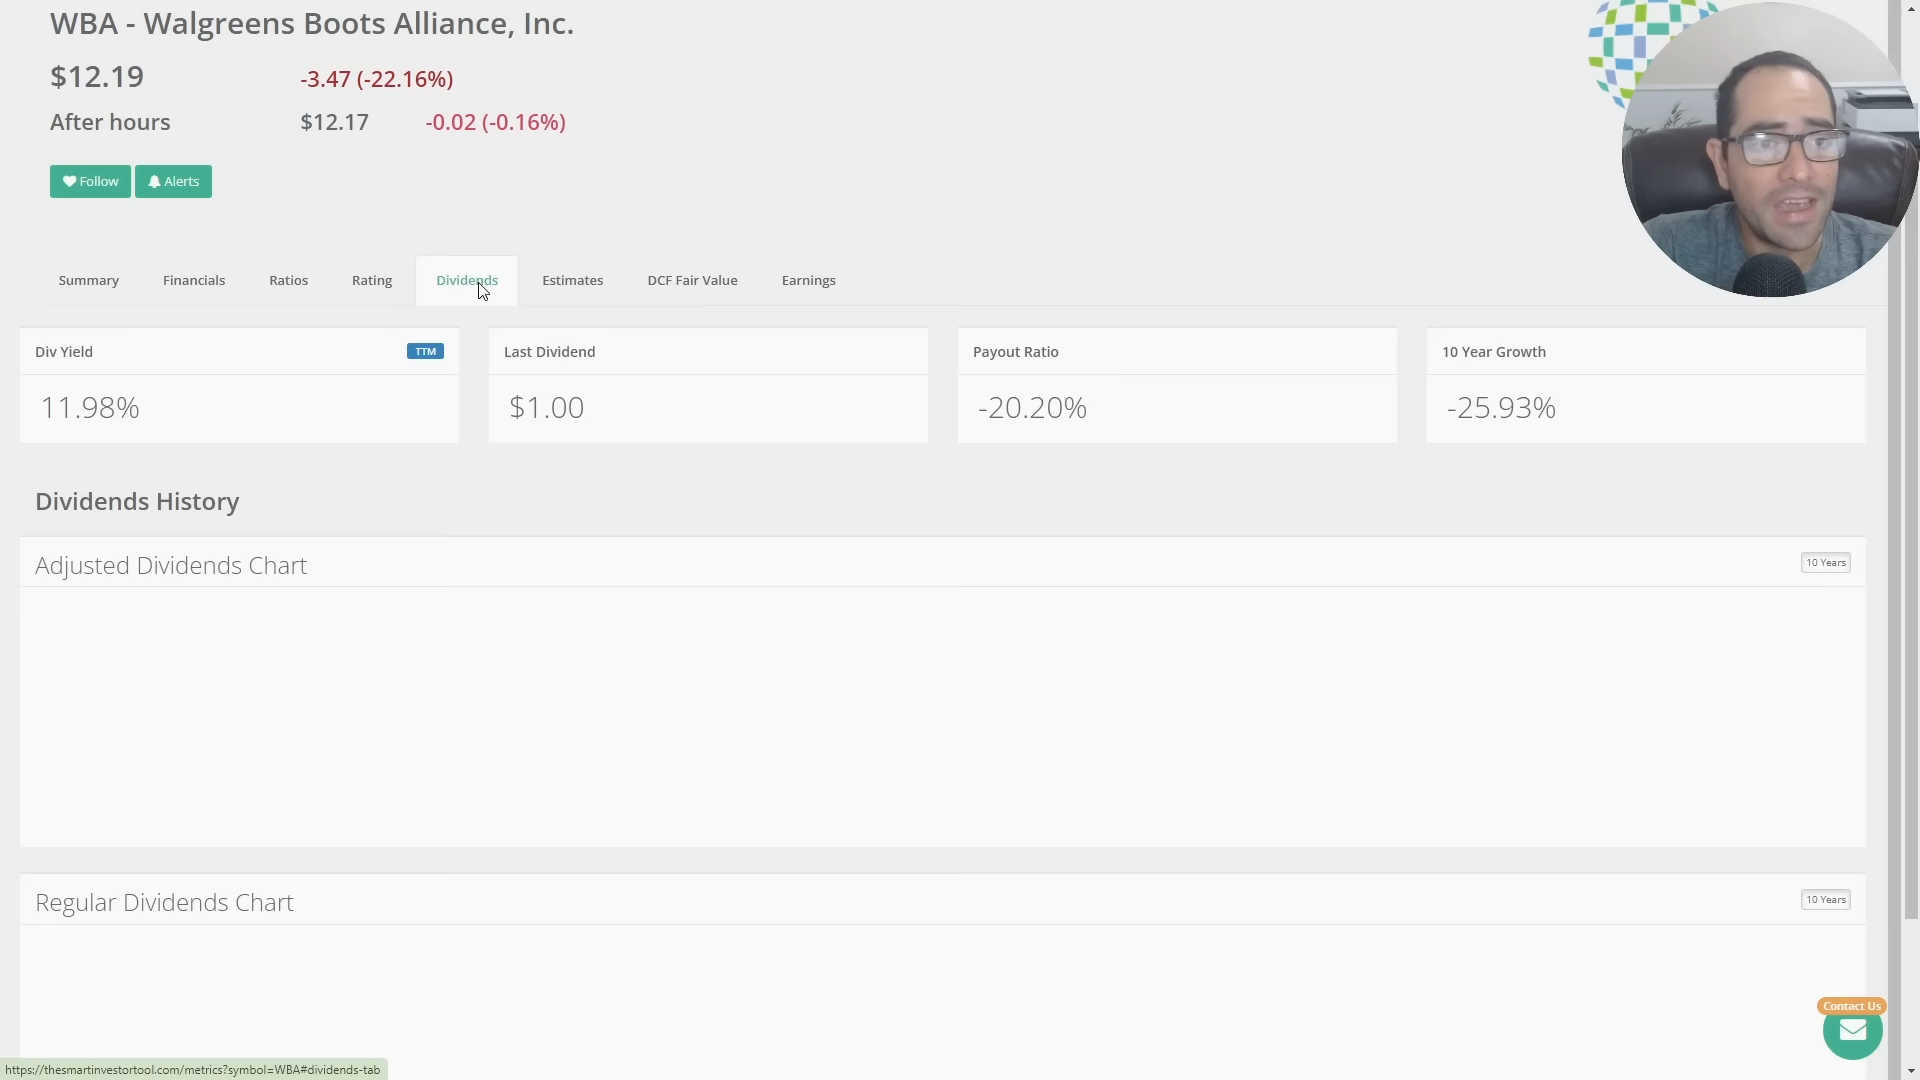 WBA - Walgreens Boots Alliance, Inc.
$12.19 -3.47 (-22.16%)
After hours $12.17 -0.02 (-0.16%)
Follow Alerts
Summary Financials Ratios Rating Dividends Estimates DCF Fair Value Earnings
Div Yield TTM Last Dividend Payout Ratio 10 Year Growth
11.98% $1.00 -20.20% -25.93%
Dividends History
Adjusted Dividends Chart 10 Years
Regular Dividends Chart 10 Years
Contact Us
https://thesmartinvestortool.com/metrics?symbol=WBA#dividends-tab